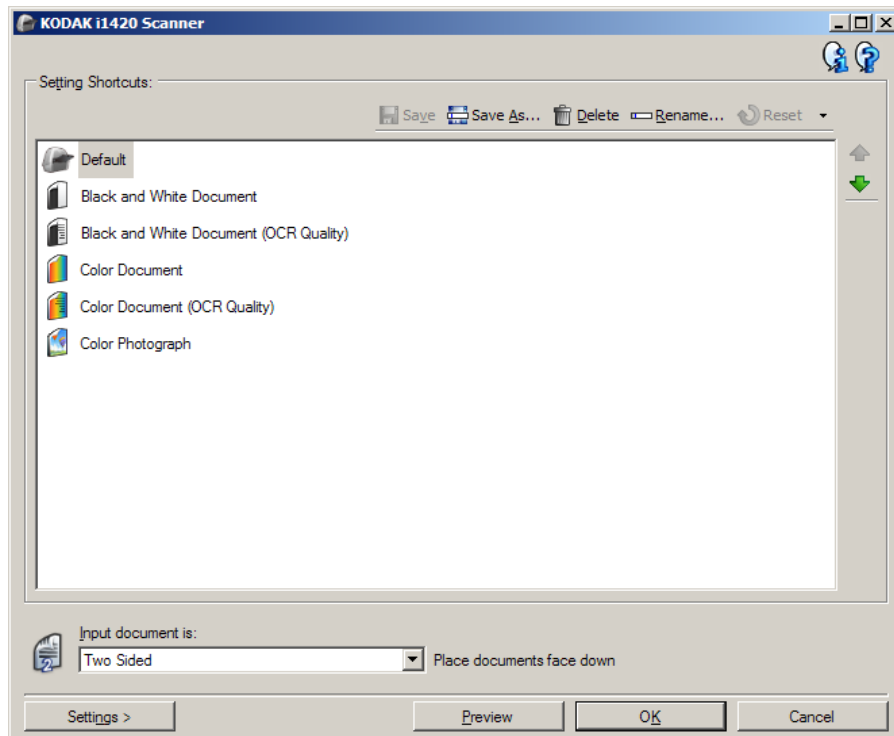 KODAK i1420 Scanner
Setting Shortcuts:
Save Save As... Delete Rename... Reset
Default
Black and White Document
Black and White Document (OCR Quality)
Color Document
Color Document (OCR Quality)
Color Photograph
Input document is:
Two Sided Place documents face down
Settings > Preview OK Cancel